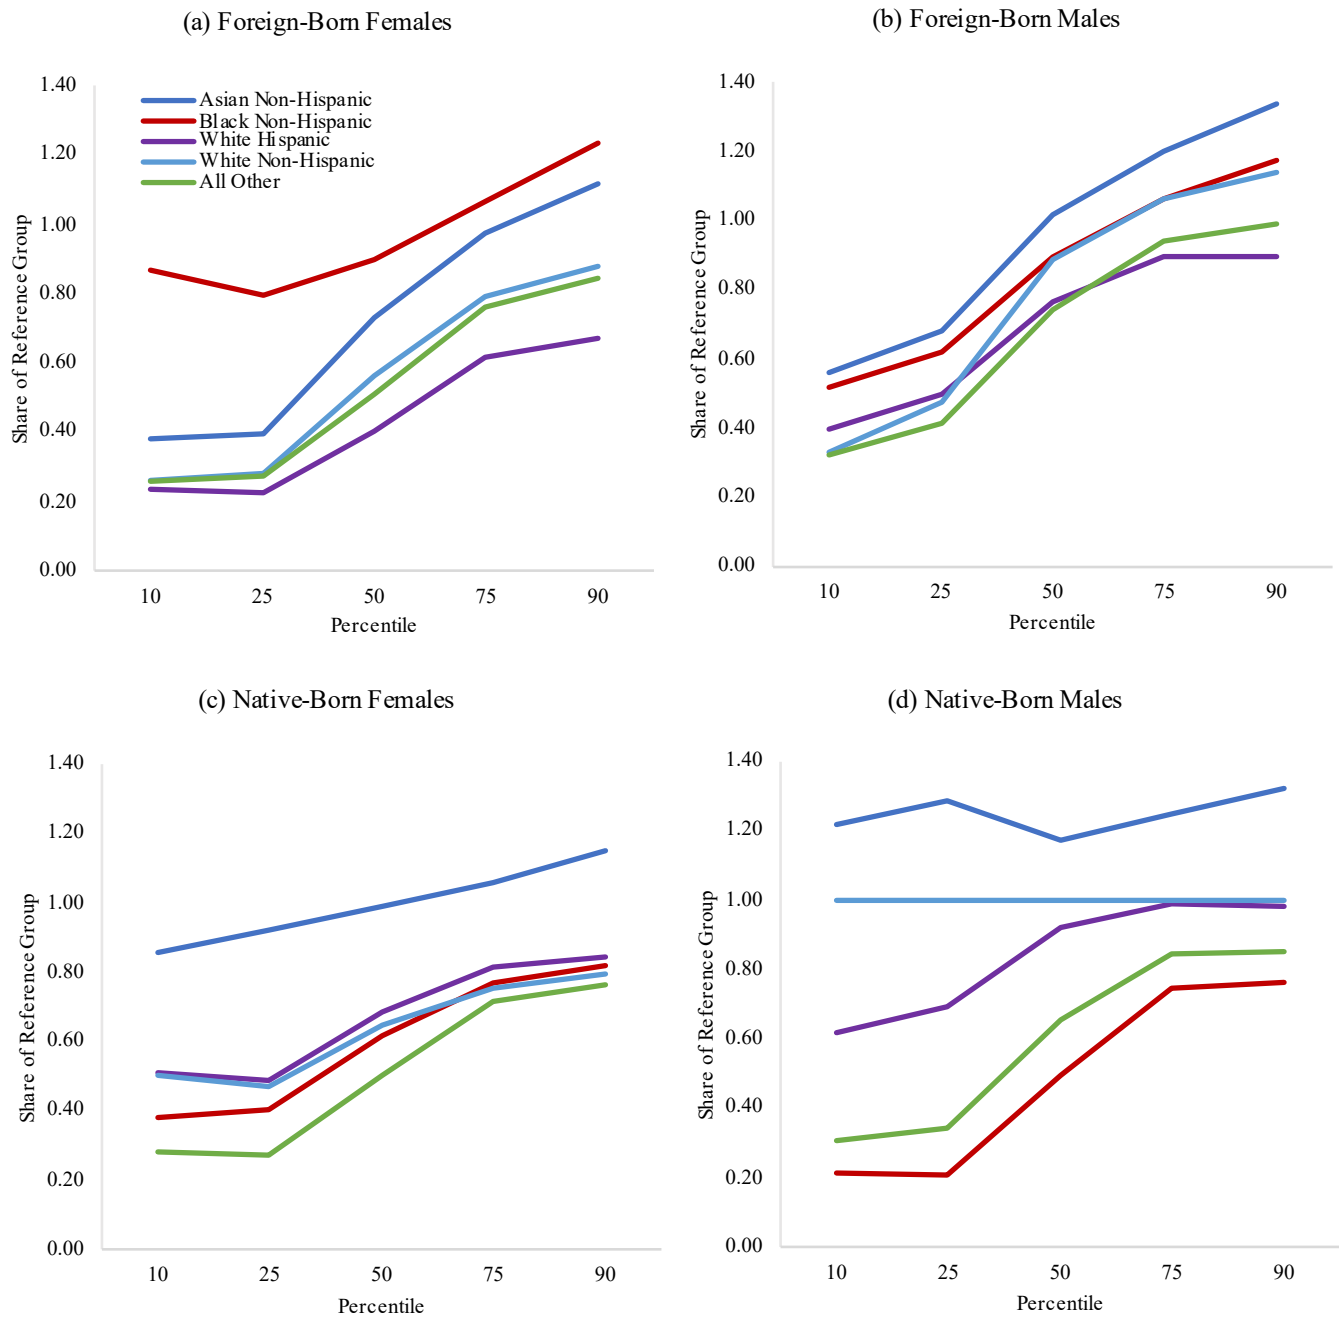 (a) Foreign-Born Females
1.40
1.20
1.00
0.80
0.60
0.40
0.20
0.00
Share of Reference Group
Asian Non-Hispanic
Black Non-Hispanic
White Hispanic
White Non-Hispanic
All Other
10 25 50 75 90
Percentile
(b) Foreign-Born Males
1.40
1.20
1.00
0.80
0.60
0.40
0.20
0.00
Share of Reference Group
10 25 50 75 90
Percentile
(c) Native-Born Females
1.40
1.20
1.00
0.80
0.60
0.40
0.20
0.00
Share of Reference Group
10 25 50 75 90
Percentile
(d) Native-Born Males
1.40
1.20
1.00
0.80
0.60
0.40
0.20
0.00
Share of Reference Group
10 25 50 75 90
Percentile